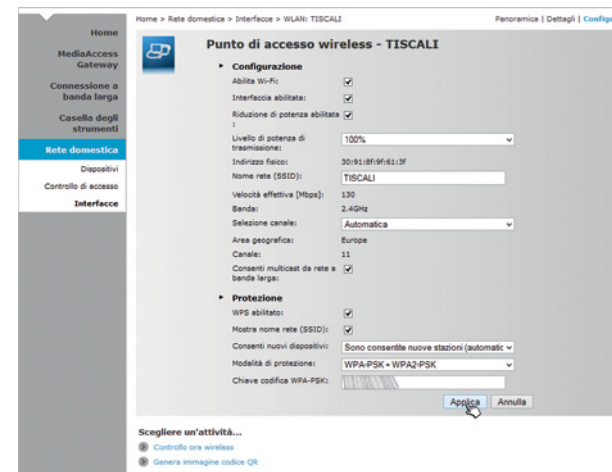 Home > Rete domestica > Interfacce > WLAN: TISCALI
Panoramica | Dettagli |
Home
MediaAccess
Gateway
Connessione a
banda larga
Casella degli
strumenti
Rete domestica
Dispositivi
Controllo di accesso
Interfacce
Punto di accesso wireless - TISCALI
Configurazione
Abilita Wi-Fi:
Interfaccia abilitata:
Riduzione di potenza abilitata
:
Livello di potenza di
trasmissione:
100%
Indirizzo fisico: 30:91:8f:9f:61:3f
Nome rete (SSID): TISCALI
Velocità effettiva [Mbps]: 130
Banda: 2.4GHz
Selezione canale: Automatica
Area geografica: Europe
Canale: 11
Consenti multicast da rete a
banda larga:
Protezione
WPS abilitato:
Mostra nome rete (SSID):
Consenti nuovi dispositivi: Sono consentite nuove stazioni (automatic
Modalità di protezione: WPA-PSK + WPA2-PSK
Chiave codifica WPA-PSK:
Applica Annulla
Scegliere un'attività...
Controllo ora wireless
Genera immagine codice QR